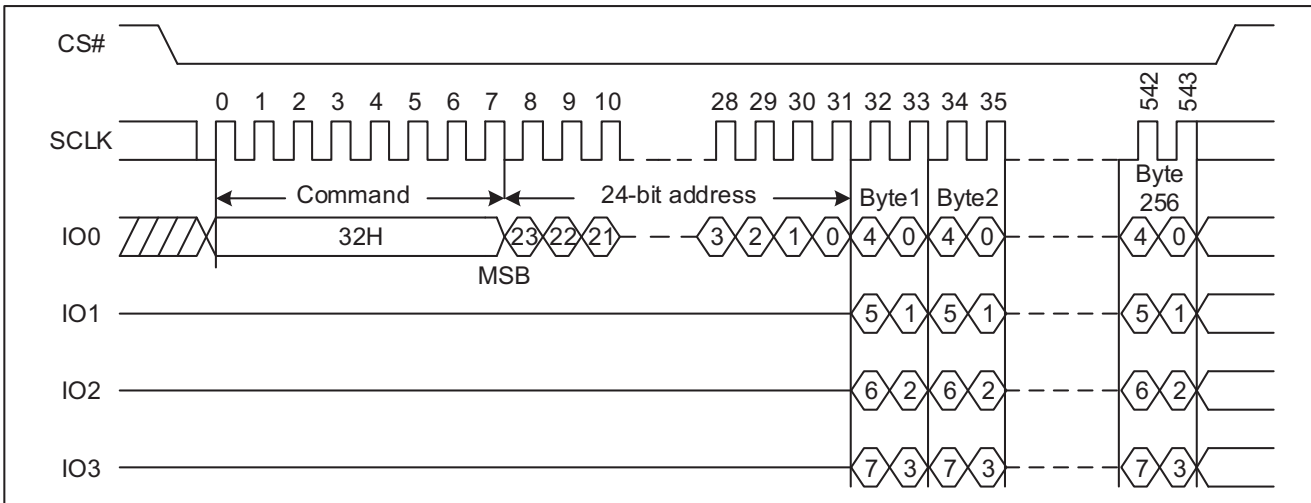 CS#
0 1 2 3 4 5 6 7 8 9 10 28 29 30 31 32 33 34 35 542 543
SCLK
Command 24-bit address Byte1 Byte2 Byte
256
IO0 32H 23 22 21 3 2 1 0 4 0 4 0 4 0
MSB
IO1 5 1 5 1 5 1
IO2 6 2 6 2 6 2
IO3 7 3 7 3 7 3